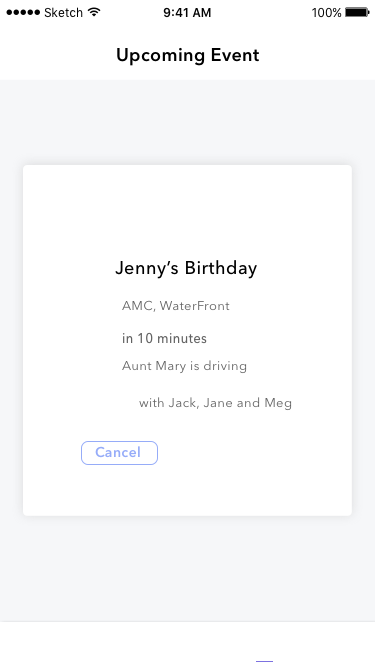 Sketch 9:41 AM 100%
Upcoming Event
Jenny’s Birthday
AMC, WaterFront
in 10 minutes
Aunt Mary is driving
with Jack, Jane and Meg
Cancel